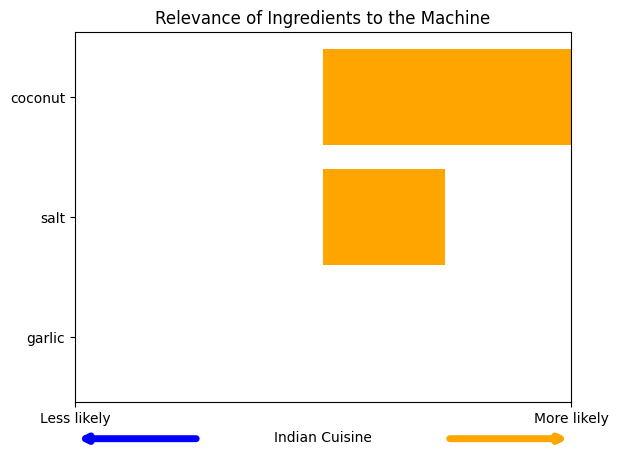 Relevance of Ingredients to the Machine
coconut
salt
garlic
Less likely
More likely
Indian Cuisine